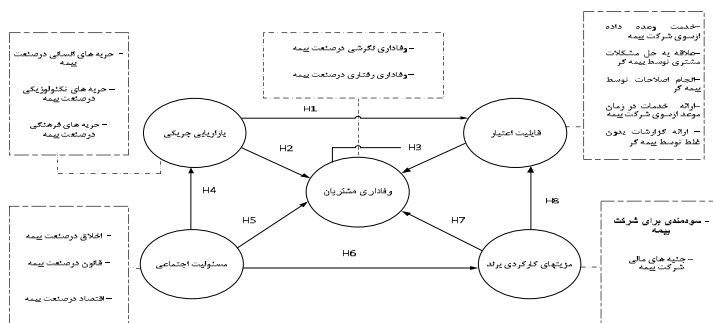 – حربه های انسانی درصنعت
بیمه
– حربه های تکنولوژیکی
درصنعت بیمه
– حربه های فرهنگی
درصنعت بیمه
– وفاداری نگرشی درصنعت بیمه
– وفاداری رفتاری درصنعت بیمه
–خدمت وعده داده
ازسوی شرکت بیمه
–علاقه به حل مشکلات
مشتری توسط بیمه گر
–انجام اصلاحات توسط
بیمه گر
–ارائه خدمات در زمان
موعد ازسوی شرکت بیمه
– ارائه گزارشات بدون
غلط توسط بیمه گر
H1
بازاریابی چریکی
قابلیت اعتبار
H2
H3
وفاداری مشتریان
H4
H5
H7
H8
H6
مسئولیت اجتماعی
مزیتهای کارکردی برند
– اخلاق درصنعت بیمه
– قانون درصنعت بیمه
– اقتصاد درصنعت بیمه
– سودمندی برای شرکت
بیمه
– جنبه های مالی
شرکت بیمه